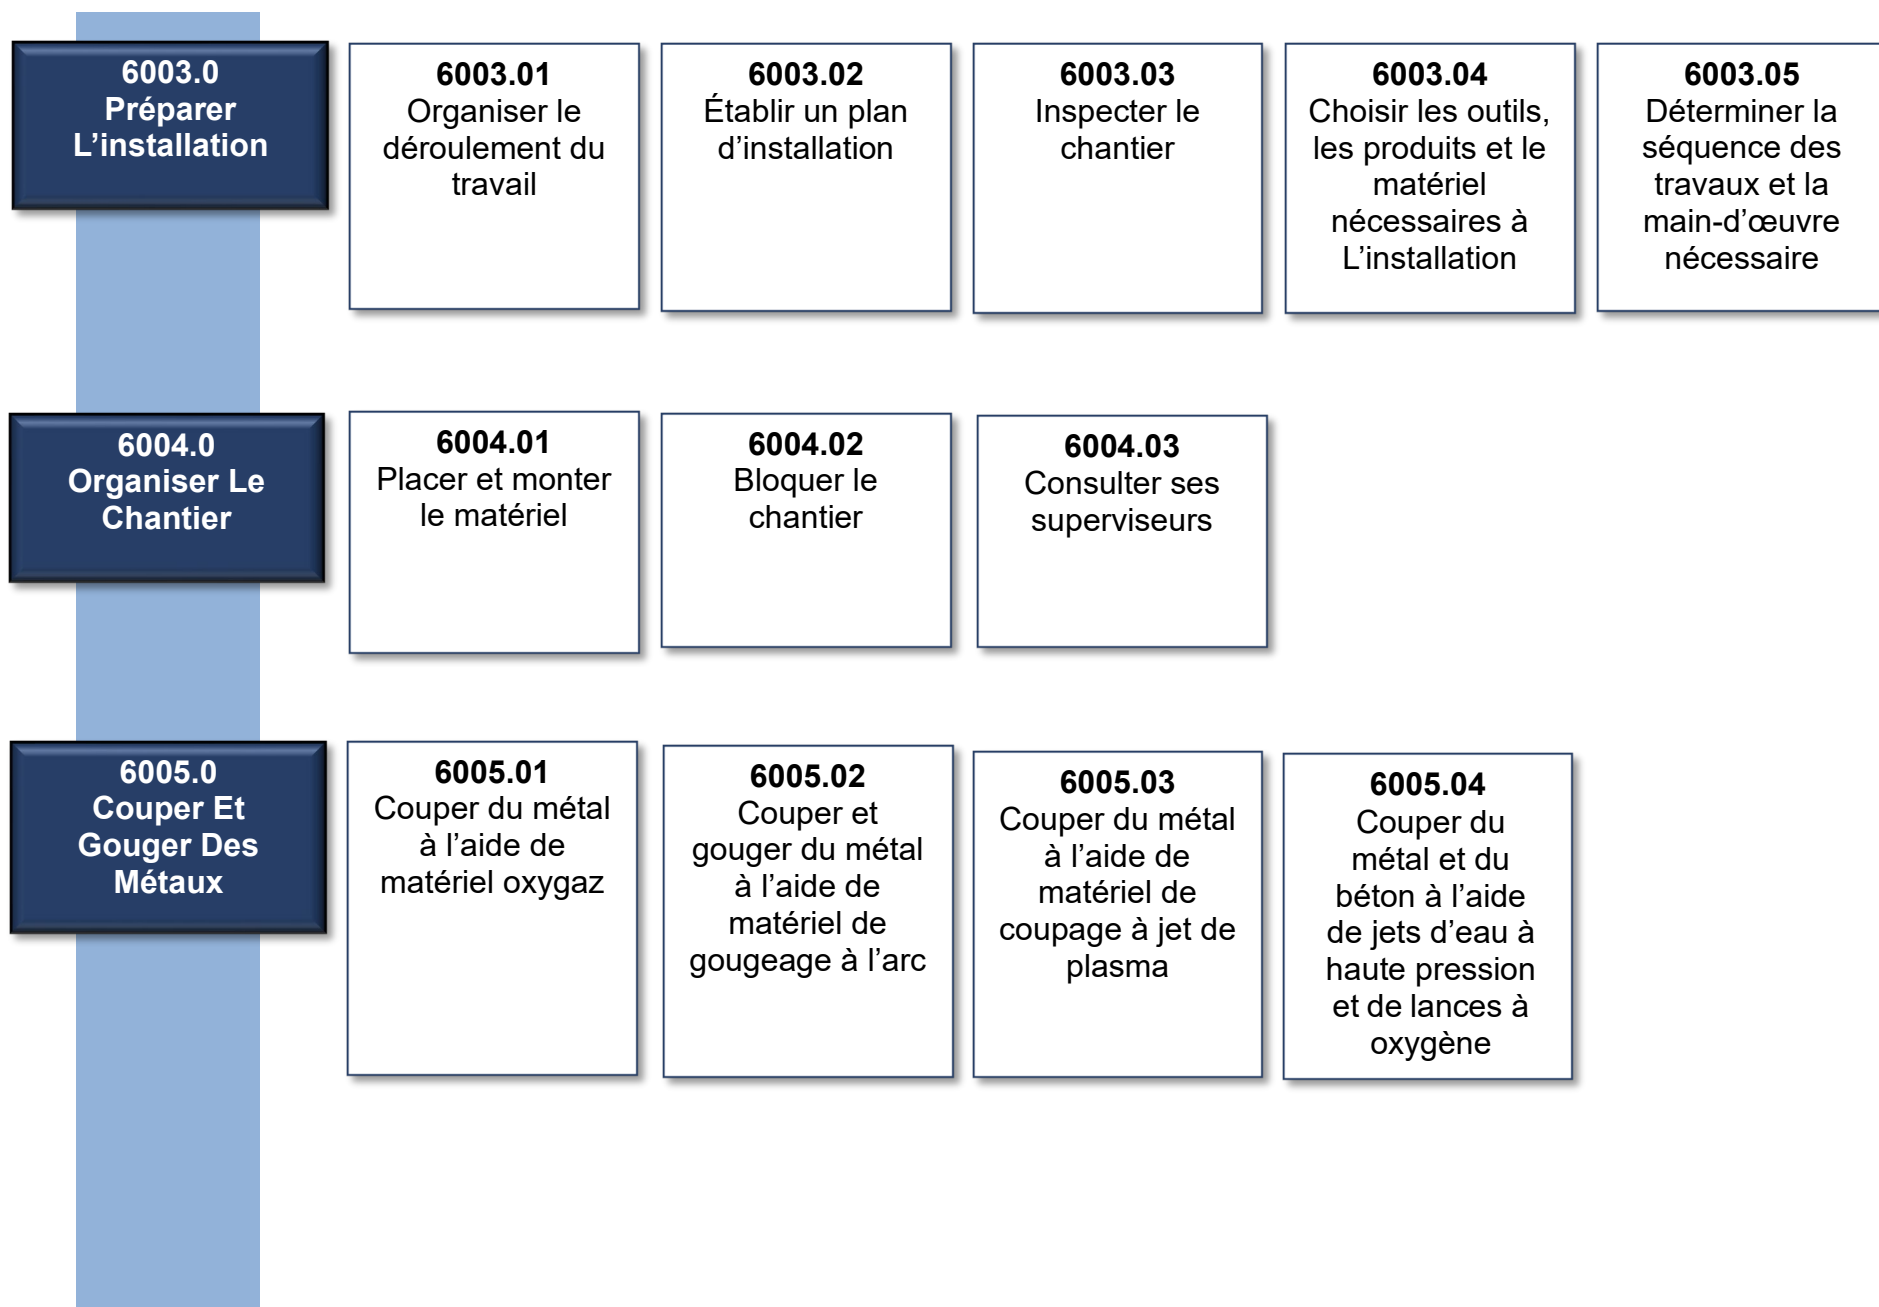 6003.0
Préparer
L’installation
6003.01
Organiser le
déroulement du
travail
6003.02
Établir un plan
d’installation
6003.03
Inspecter le
chantier
6003.04
Choisir les outils,
les produits et le
matériel
nécessaires à
L’installation
6003.05
Déterminer la
séquence des
travaux et la
main-d’œuvre
nécessaire
6004.0
Organiser Le
Chantier
6004.01
Placer et monter
le matériel
6004.02
Bloquer le
chantier
6004.03
Consulter ses
superviseurs
6005.0
Couper Et
Gouger Des
Métaux
6005.01
Couper du métal
à l’aide de
matériel oxygaz
6005.02
Couper et
gouger du métal
à l’aide de
matériel de
gougeage à l’arc
6005.03
Couper du métal
à l’aide de
matériel de
coupage à jet de
plasma
6005.04
Couper du
métal et du
béton à l’aide
de jets d’eau à
haute pression
et de lances à
oxygène